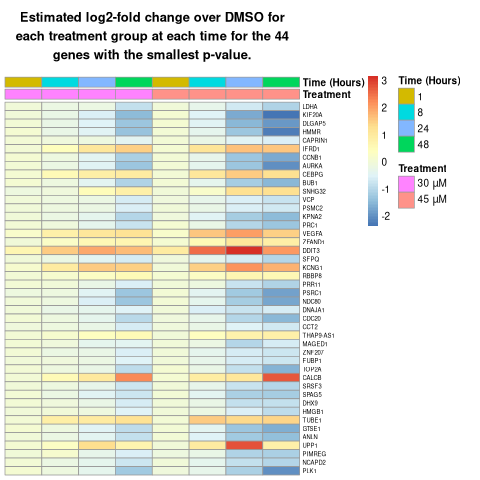 Estimated log2-fold change over DMSO for
each treatment group at each time for the 44
genes with the smallest p-value.
Time (Hours)
Treatment
LDHA
KIF20A
DLGAP5
HMMR
CAPRIN1
IFRD1
CCNB1
AURKA
CEBPG
BUB1
SNHG32
VCP
PSMC2
KPNA2
PRC1
VEGFA
ZFAND1
DDIT3
SFPQ
KCNG1
RBBP8
PRR11
PSRC1
NDC80
DNAJA1
CDC20
CCT2
THAP9-AS1
MAGED1
ZNF207
FUBP1
TOP2A
CALCB
SRSF3
SPAG5
DHX9
HMGB1
TUBE1
GTSE1
ANLN
UPP1
PIMREG
NCAPD2
PLK1
3
2
1
0
-1
-2
Time (Hours)
1
8
24
48
Treatment
30 µM
45 µM